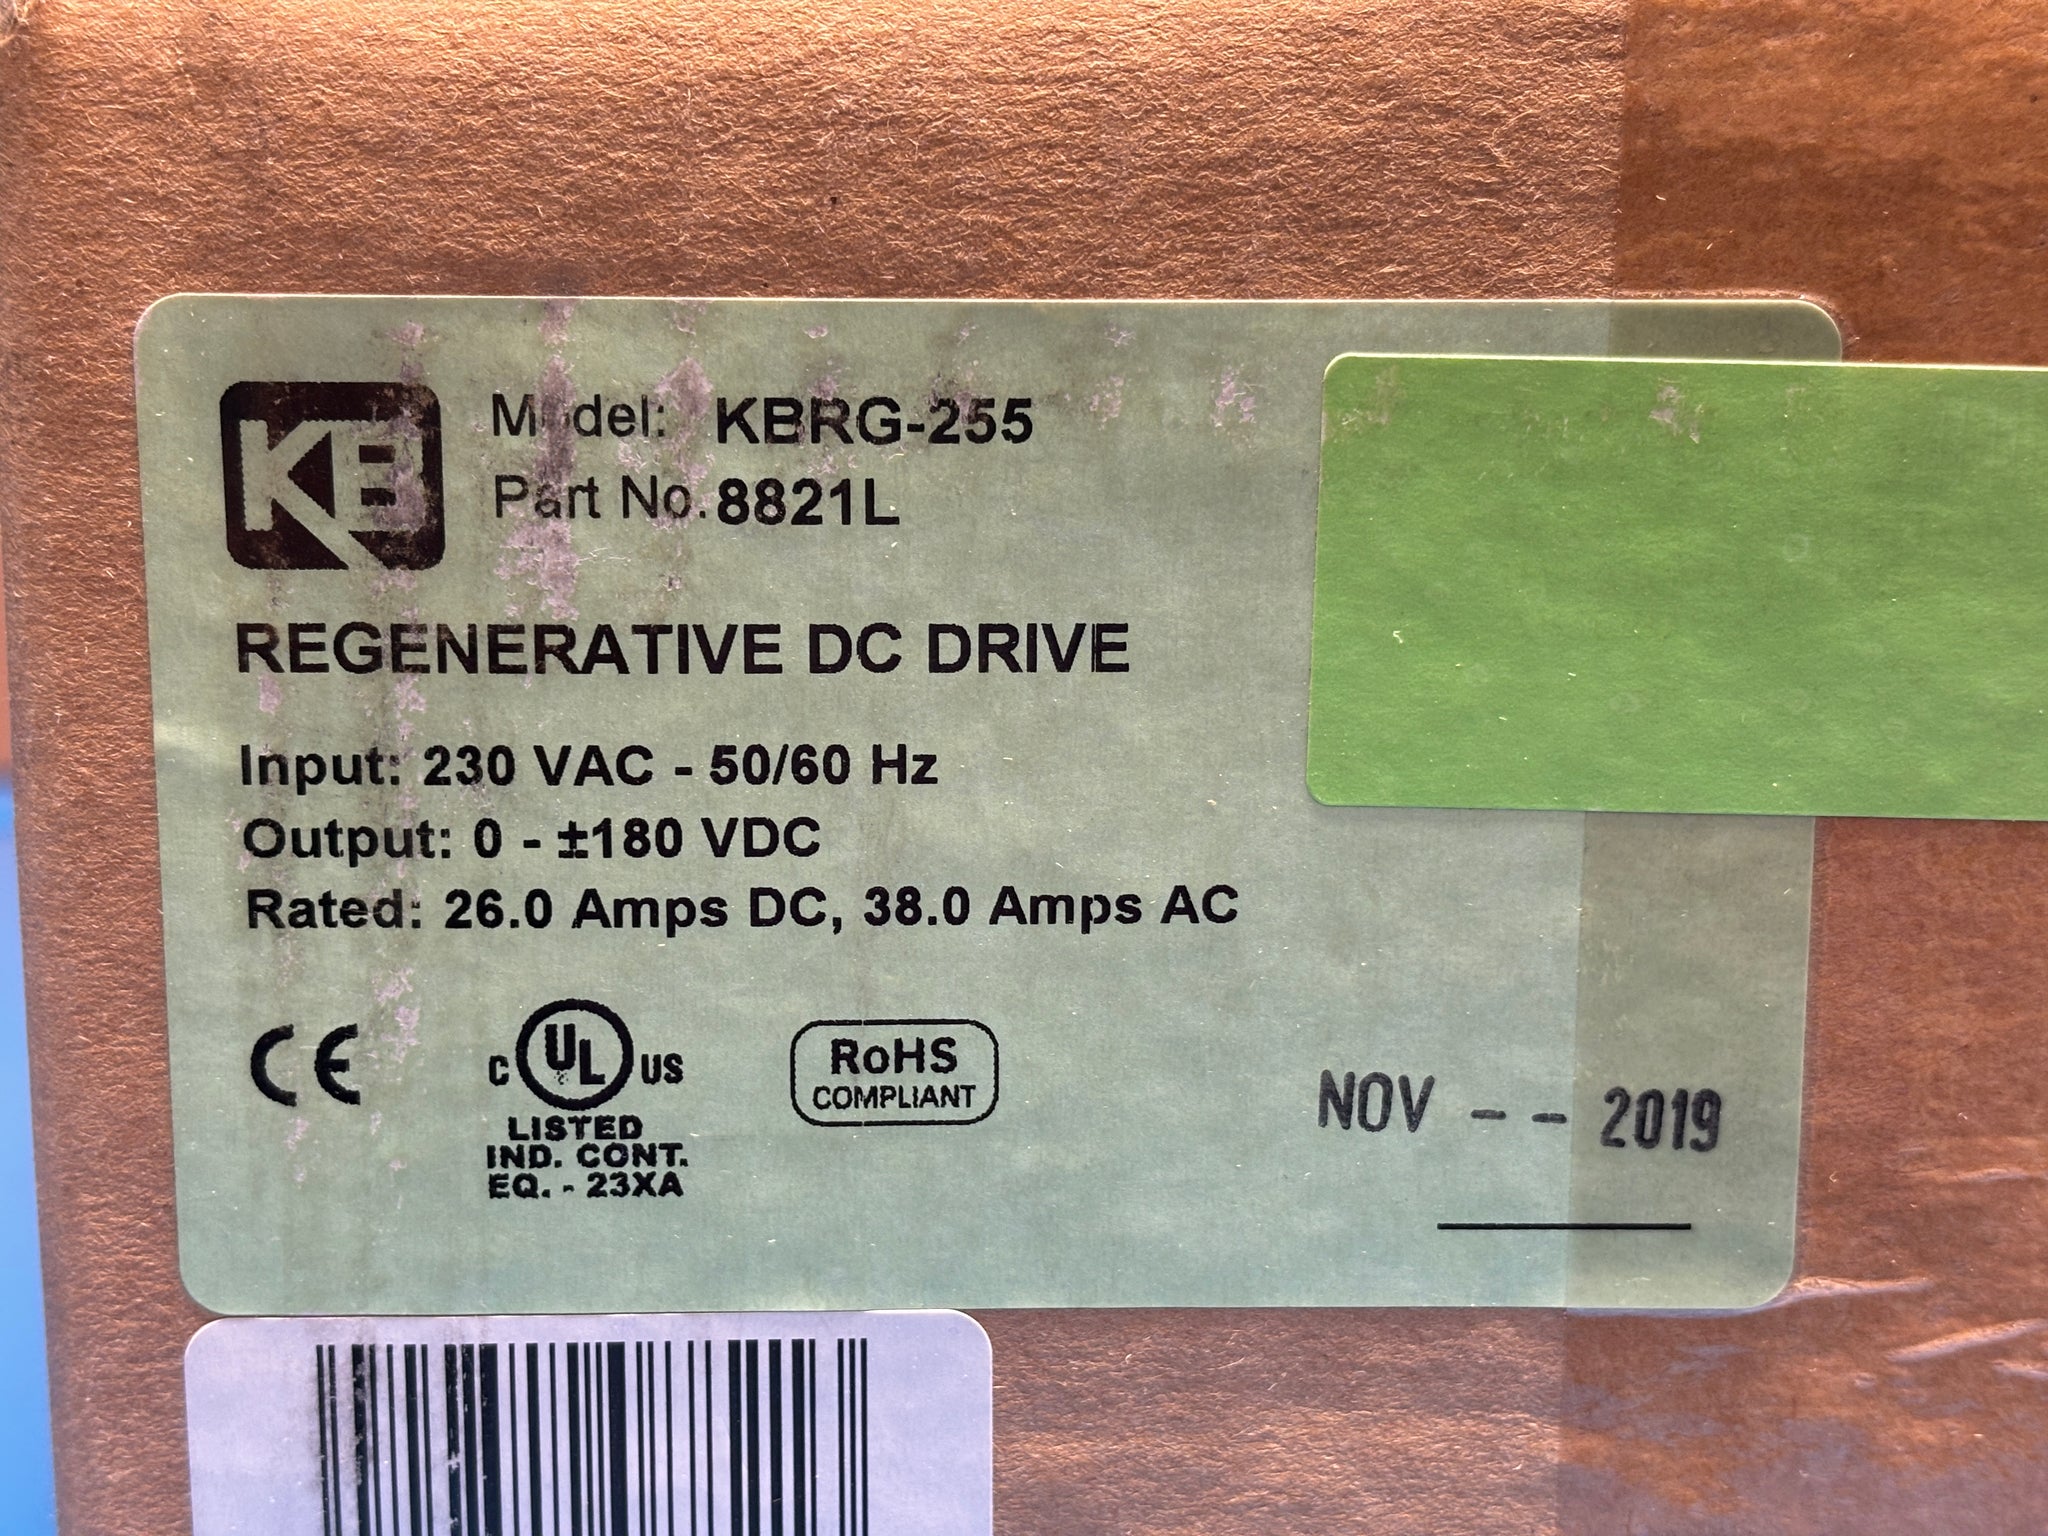 KB
Model: KBRG-255
Part No. 8821L
REGENERATIVE DC DRIVE
Input: 230 VAC - 50/60 Hz
Output: 0 - ±180 VDC
Rated: 26.0 Amps DC, 38.0 Amps AC
CE
C UL US
LISTED
IND. CONT.
EQ. - 23XA
RoHS
COMPLIANT
NOV -- 2019